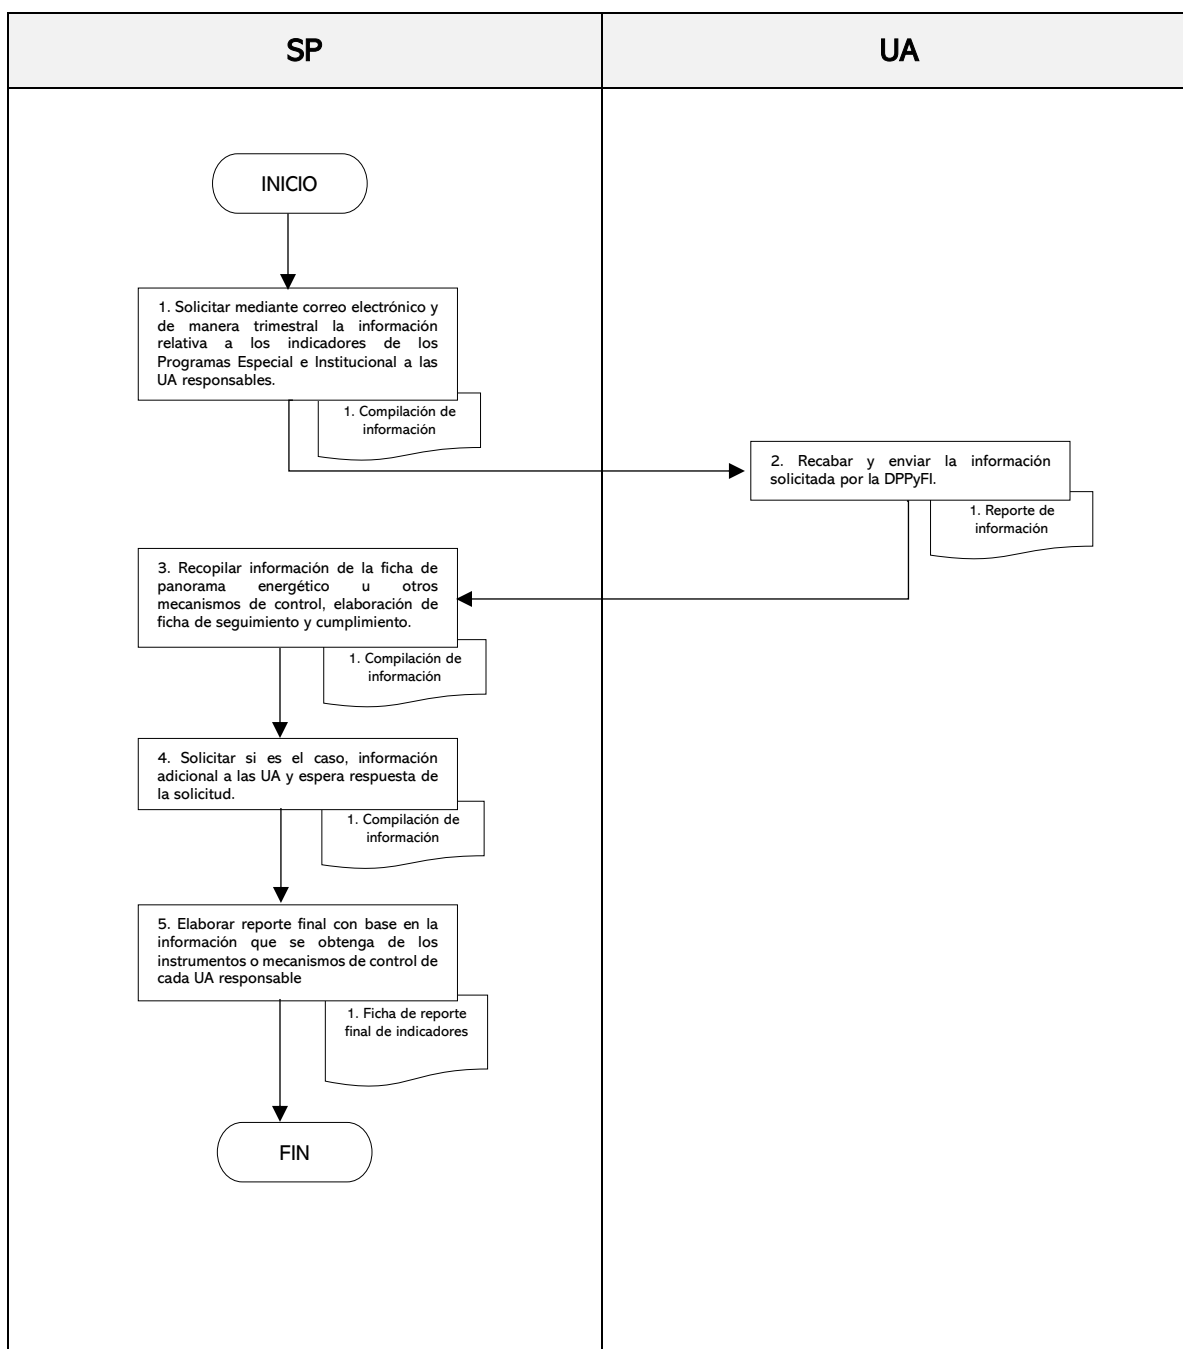 SP
UA
INICIO
1. Solicitar mediante correo electrónico y
de manera trimestral la información
relativa a los indicadores de los
Programas Especial e Institucional a las
UA responsables.
1. Compilación de
información
2. Recabar y enviar la información
solicitada por la DPPyFI.
1. Reporte de
información
3. Recopilar información de la ficha de
panorama energético u otros
mecanismos de control, elaboración de
ficha de seguimiento y cumplimiento.
1. Compilación de
información
4. Solicitar si es el caso, información
adicional a las UA y espera respuesta de
la solicitud.
1. Compilación de
información
5. Elaborar reporte final con base en la
información que se obtenga de los
instrumentos o mecanismos de control de
cada UA responsable
1. Ficha de reporte
final de indicadores
FIN